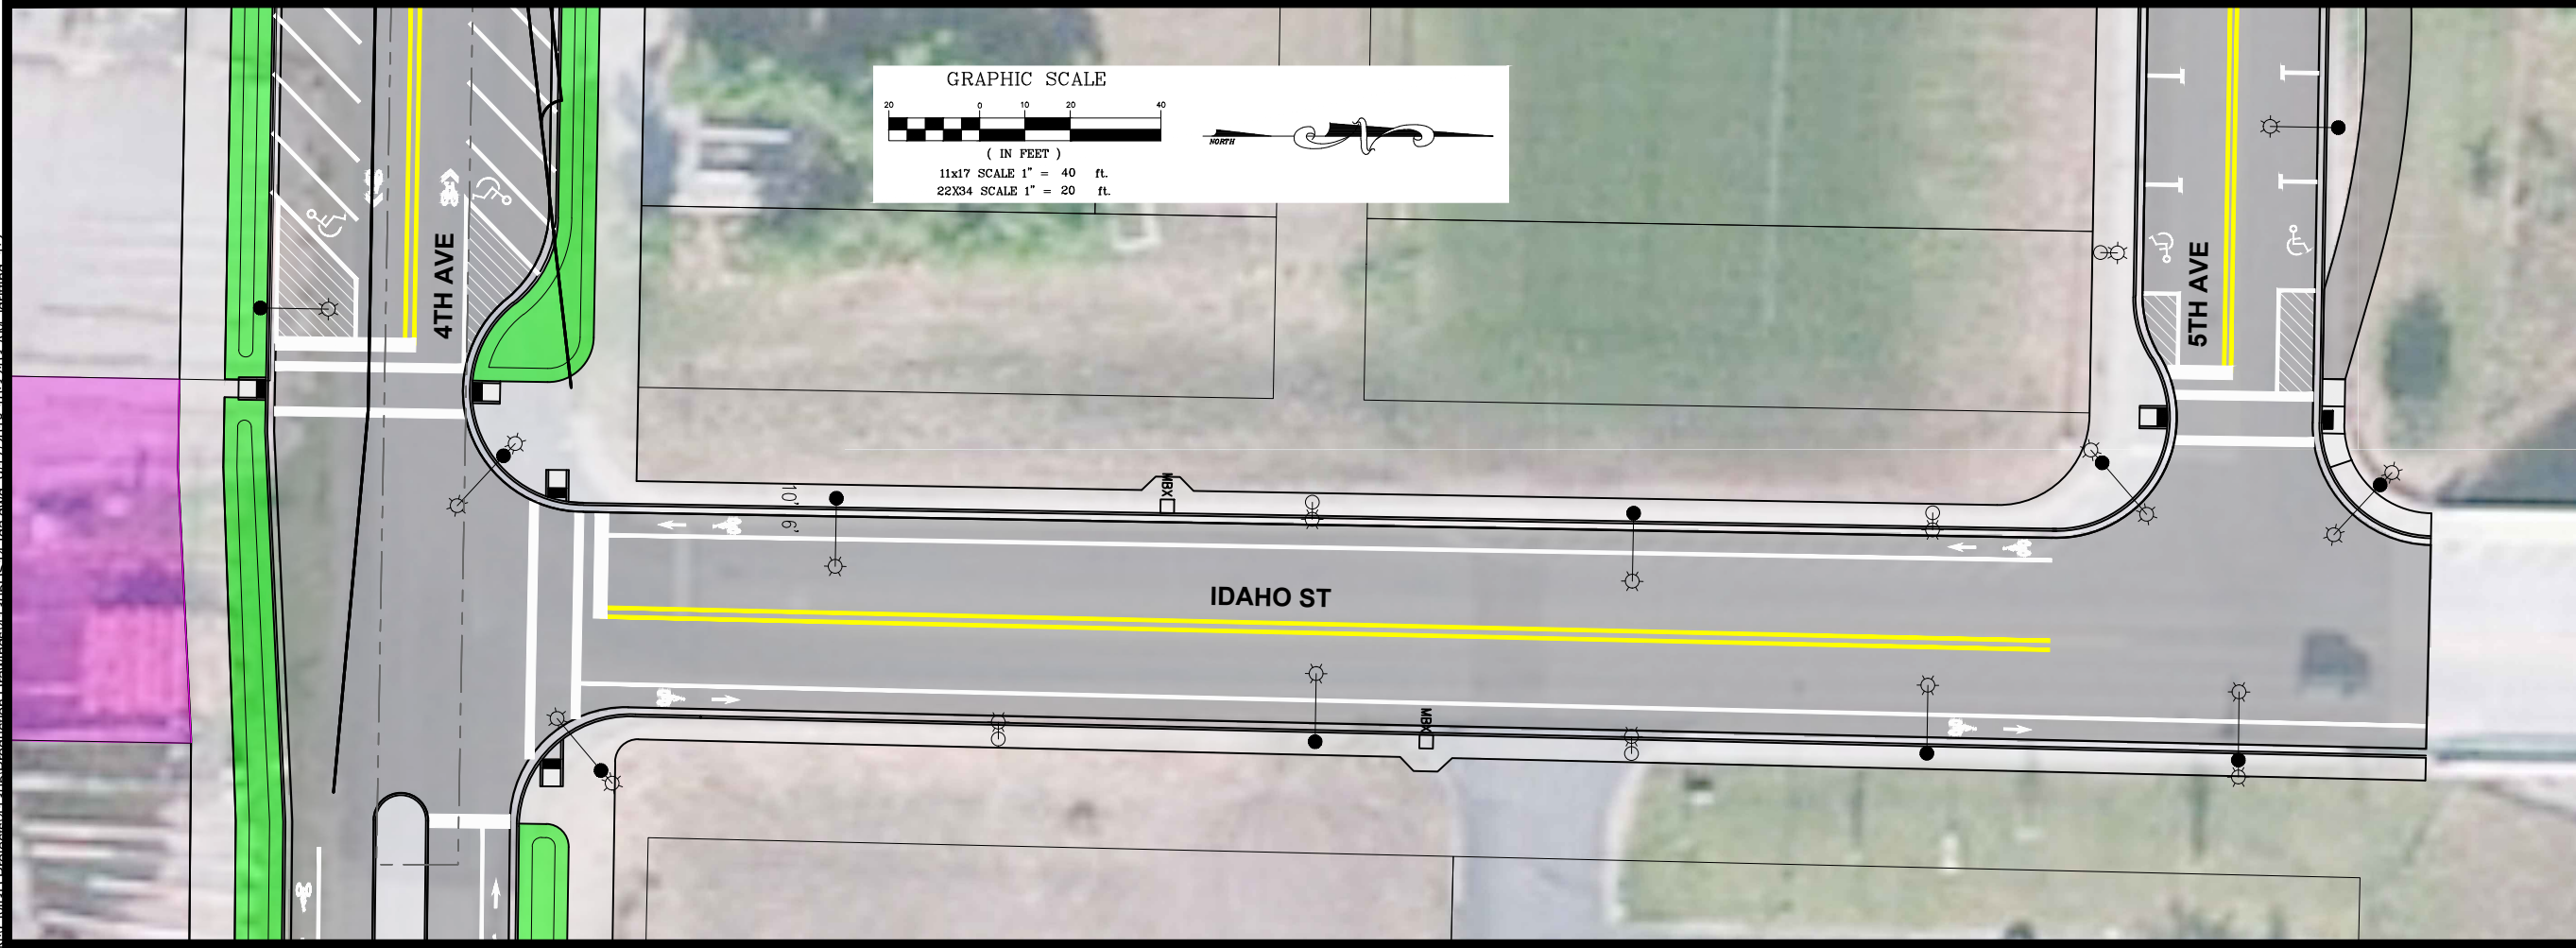 GRAPHIC SCALE
20 0 10 20 40
( IN FEET )
11x17 SCALE 1" = 40 ft.
22X34 SCALE 1" = 20 ft.
NORTH
4TH AVE
5TH AVE
MBX
10' 6'
IDAHO ST
MBX